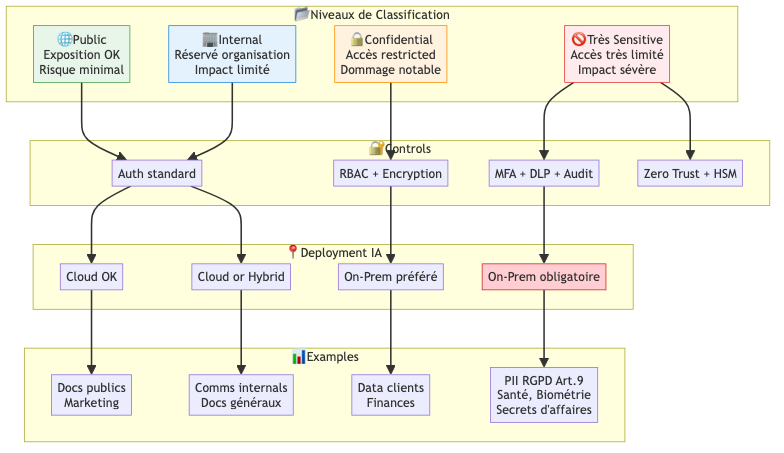 📂Niveaux de Classification
🌐Public
Exposition OK
Risque minimal
🏢Internal
Réservé organisation
Impact limité
🔒Confidential
Accès restricted
Dommage notable
🚫Très Sensitive
Accès très limité
Impact sévère
🔐Controls
Auth standard
RBAC + Encryption
MFA + DLP + Audit
Zero Trust + HSM
📍Deployment IA
Cloud OK
Cloud or Hybrid
On-Prem préféré
On-Prem obligatoire
📊Examples
Docs publics
Marketing
Comms internals
Docs généraux
Data clients
Finances
PII RGPD Art.9
Santé, Biométrie
Secrets d'affaires